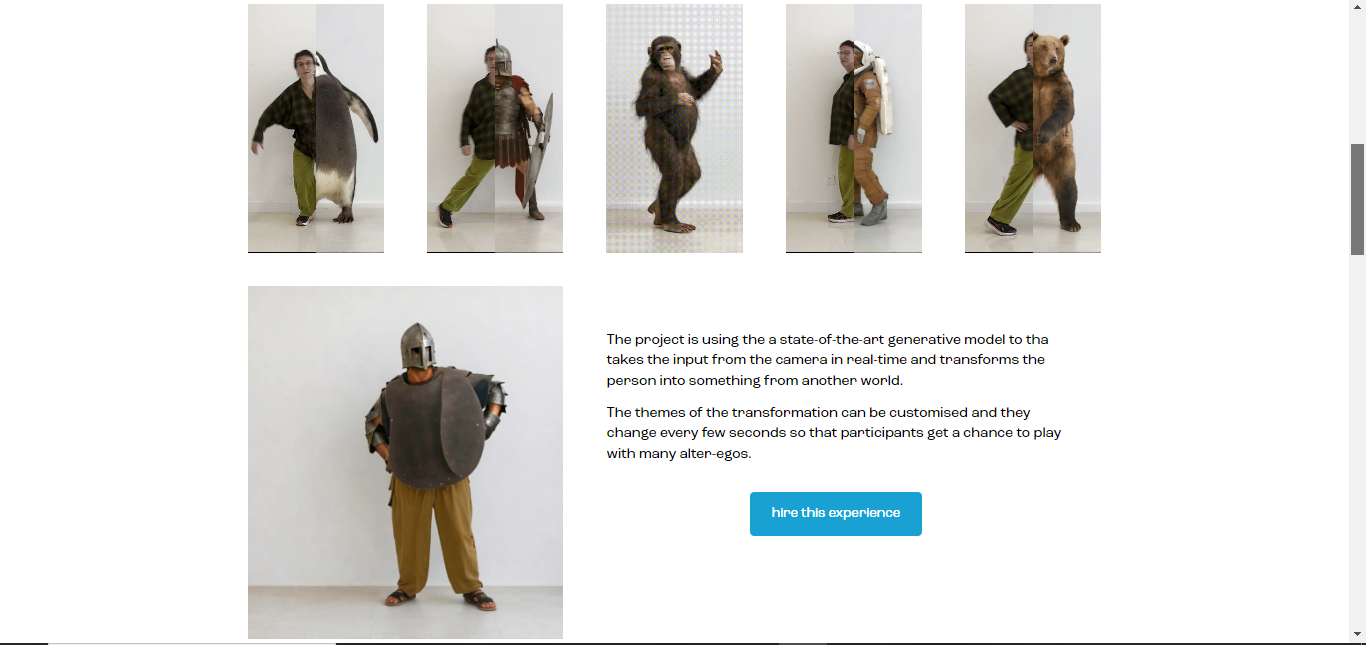 The project is using the a state-of-the-art generative model to tha
takes the input from the camera in real-time and transforms the
person into something from another world.
The themes of the transformation can be customised and they
change every few seconds so that participants get a chance to play
with many alter-egos.
hire this experience